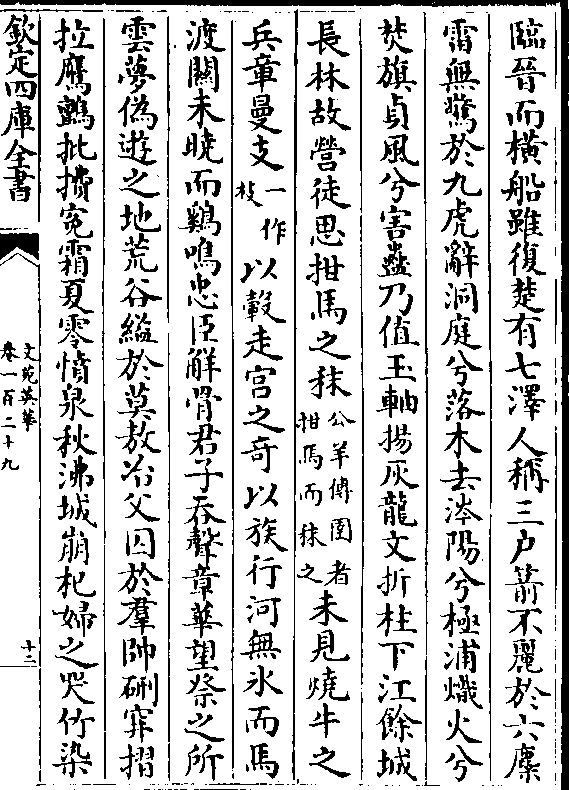 臨晉而橫船雖復楚有七澤人稱三户箭不麗於六麋
雷無驚於九虎辭洞庭兮落木去涔陽兮極浦熾火兮
焚旗貞風兮害蠱乃值玉軸揚灰龍文折柱下江餘城
長林故營徒思拑馬之秣公羊傳圍者拑馬而秣之未見燒牛之
兵章曼支一作枝以轂走宫之奇以族行河無氷而馬
渡關未曉而鷄鳴忠臣解骨君子吞聲章華望祭之所
雲夢偽遊之地荒谷縊於莫敖冶父囚於羣帥硎穽摺
拉鷹鸇批㩌寃霜夏零憤泉秋沸城崩杞婦之哭竹染
欽定四庫全書
文苑英華
卷一百二十九
十二